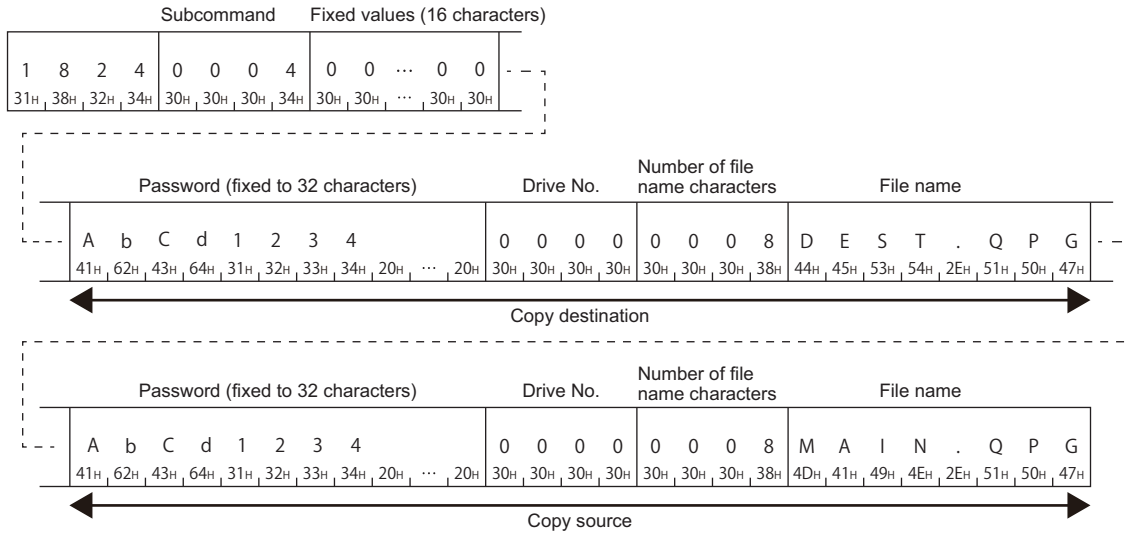 Subcommand Fixed values (16 characters)
1 8 2 4 0 0 0 4 0 0 ... 0 0
31H 38H 32H 34H 30H 30H 30H 34H 30H 30H ... 30H 30H
Password (fixed to 32 characters) Drive No. Number of file name characters File name
A b C d 1 2 3 4 0 0 0 0 0 0 0 8 D E S T . Q P G
41H 62H 43H 64H 31H 32H 33H 34H 20H ... 20H 30H 30H 30H 30H 30H 30H 30H 38H 44H 45H 53H 54H 2EH 51H 50H 47H
Copy destination
Password (fixed to 32 characters) Drive No. Number of file name characters File name
A b C d 1 2 3 4 0 0 0 0 0 0 0 8 M A I N . Q P G
41H 62H 43H 64H 31H 32H 33H 34H 20H ... 20H 30H 30H 30H 30H 30H 30H 30H 38H 4DH 41H 49H 4EH 2EH 51H 50H 47H
Copy source